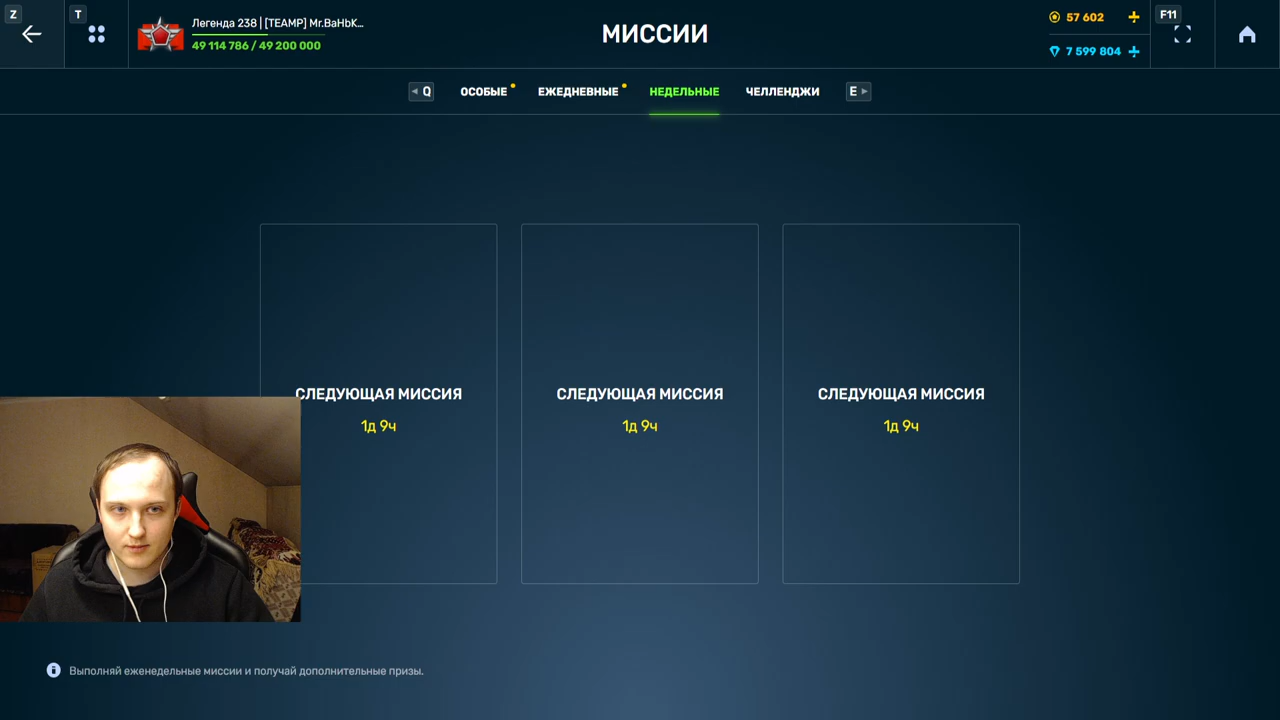 Z
T
Легенда 238 | [TEAMP] Mr.BaHbK...
49 114 786 / 49 200 000
МИССИИ
57 602
7 599 804
F11
Q
ОСОБЫЕ
ЕЖЕДНЕВНЫЕ
НЕДЕЛЬНЫЕ
ЧЕЛЛЕНДЖИ
E
СЛЕДУЮЩАЯ МИССИЯ
1д 9ч
СЛЕДУЮЩАЯ МИССИЯ
1д 9ч
СЛЕДУЮЩАЯ МИССИЯ
1д 9ч
Выполняй еженедельные миссии и получай дополнительные призы.